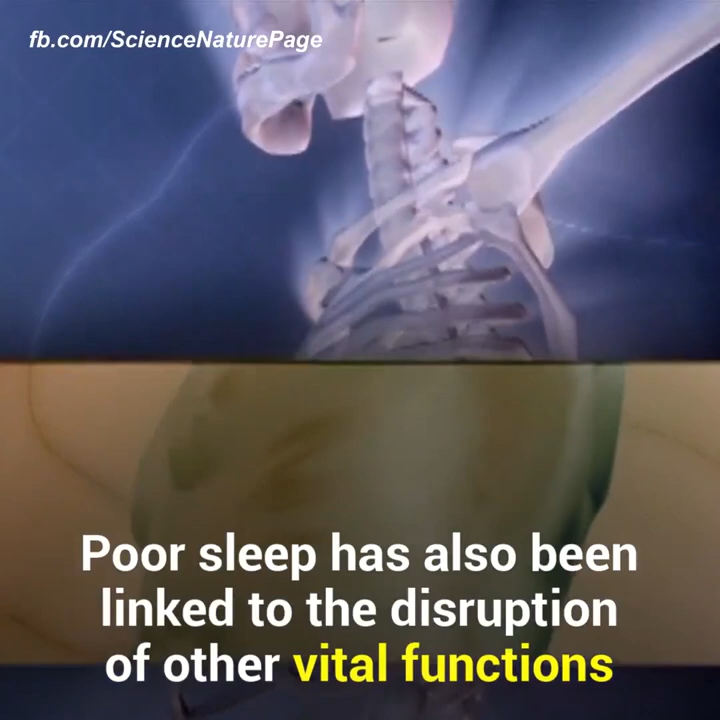 fb.com/ScienceNaturePage
Poor sleep has also been
linked to the disruption
of other vital functions